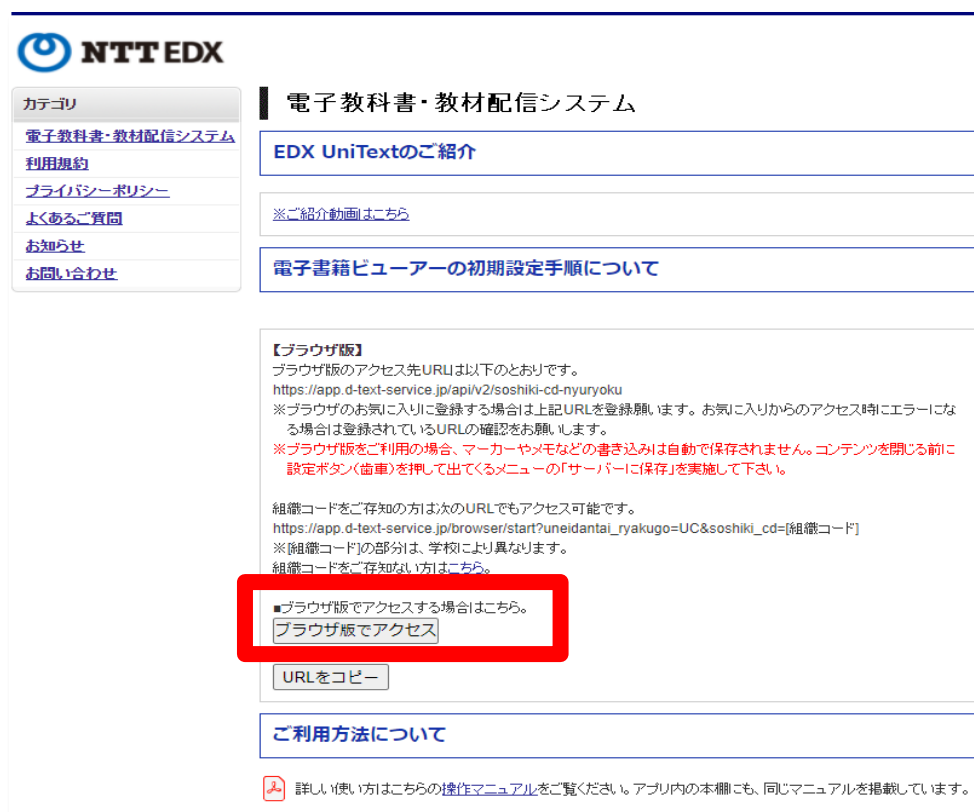 NTT EDX
カテゴリ
電子教科書・教材配信システム
利用規約
プライバシーポリシー
よくあるご質問
お知らせ
お問い合わせ
電子教科書・教材配信システム
EDX UniTextのご紹介
※ご紹介動画はこちら
電子書籍ビューアーの初期設定手順について
【ブラウザ版】
ブラウザ版のアクセス先URLは以下のとおりです。
https://app.d-text-service.jp/api/v2/soshiki-cd-nyuryoku
※ブラウザのお気に入りに登録する場合は上記URLを登録願います。お気に入りからのアクセス時にエラーにな
る場合は登録されているURLの確認をお願いします。
※ブラウザ版をご利用の場合、マーカーやメモなどの書き込みは自動で保存されません。コンテンツを閉じる前に
設定ボタン(歯車)を押して出てくるメニューの「サーバーに保存」を実施して下さい。
組織コードをご存知の方は次のURLでもアクセス可能です。
https://app.d-text-service.jp/browser/start?uneidantai_ryakugo=UC&soshiki_cd=[組織コード]
※[組織コード]の部分は、学校により異なります。
組織コードをご存知ない方はこちら。
■ブラウザ版でアクセスする場合はこちら。
ブラウザ版でアクセス
URLをコピー
ご利用方法について
詳しい使い方はこちらの操作マニュアルをご覧ください。アプリ内の本棚にも、同じマニュアルを掲載しています。